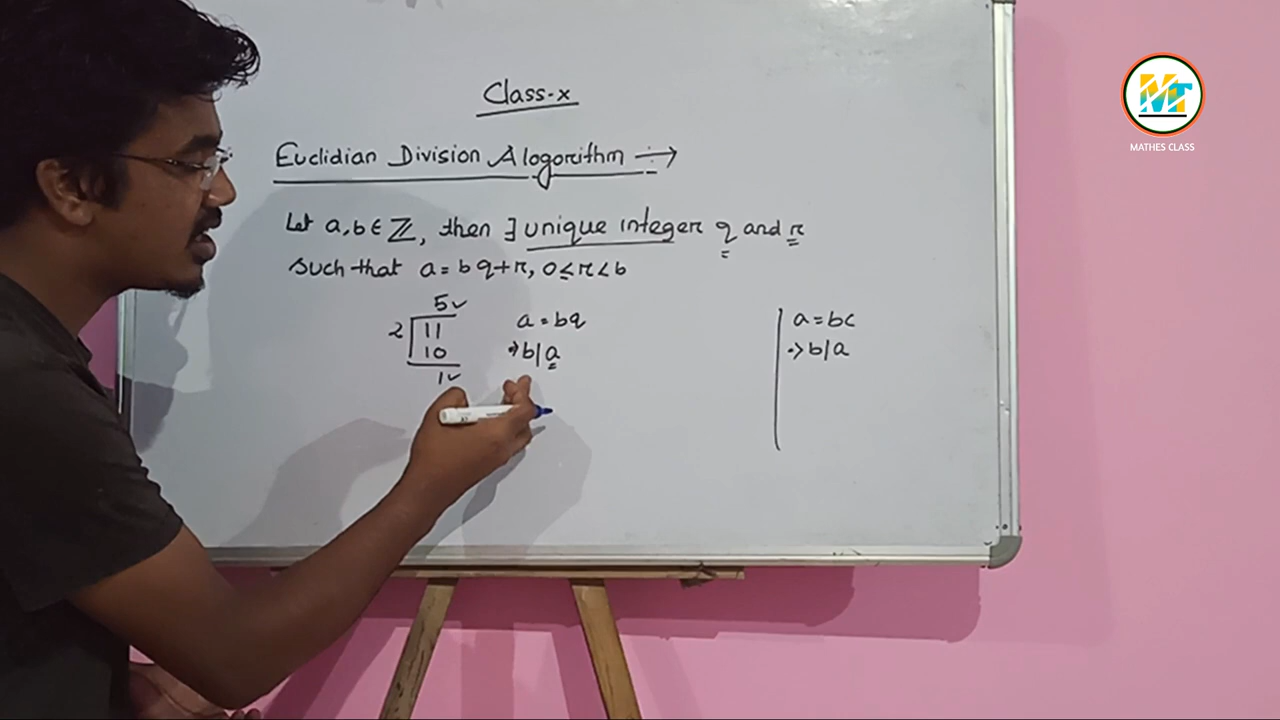 Class-x
Euclidian Division Alogorithm :→
Let a, b ∈ ℤ, then ∃ unique integer q and r
such that a = bq + r, 0 ≤ r < b
5 ✓
2 11
10
1 ✓
a = bq
⇒ b|a
a = bc
⇒ b|a
MT
MATHES CLASS